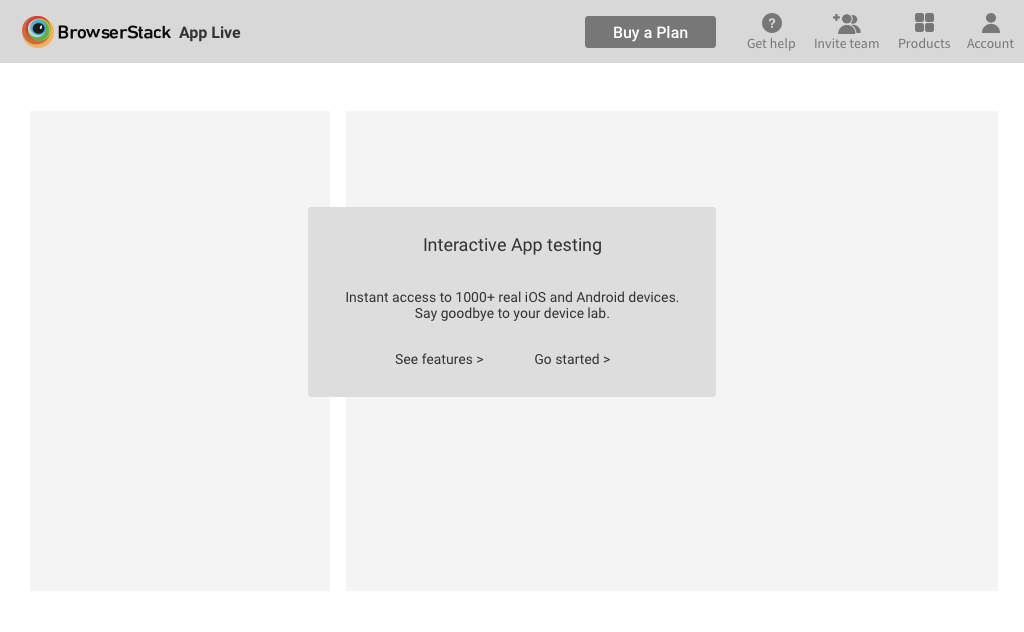 BrowserStack App Live
Buy a Plan
?
Get help
Invite team
Products
Account
Interactive App testing
Instant access to 1000+ real iOS and Android devices.
Say goodbye to your device lab.
See features >
Go started >